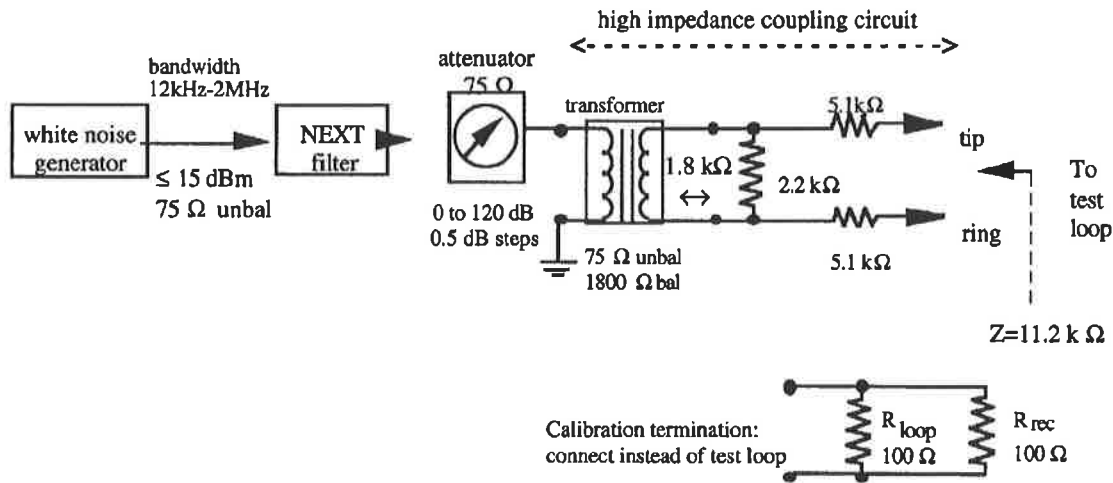 high impedance coupling circuit
bandwidth
12kHz-2MHz
attenuator
75 Ω
transformer
5.1kΩ
white noise
generator
NEXT
filter
tip
1.8 kΩ
2.2 kΩ
To
test
loop
≤ 15 dBm
75 Ω unbal
0 to 120 dB
0.5 dB steps
ring
75 Ω unbal
1800 Ω bal
5.1 kΩ
Z=11.2 k Ω
Calibration termination:
connect instead of test loop
R loop
100 Ω
R rec
100 Ω